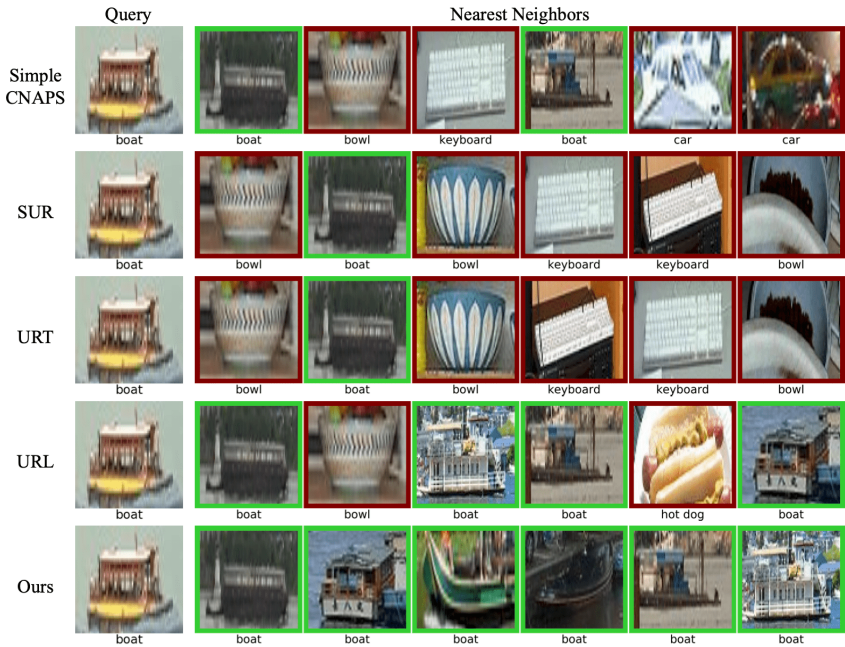 Query Nearest Neighbors
Simple
CNAPS
boat boat bowl keyboard boat car car
SUR
boat bowl boat bowl keyboard keyboard bowl
URT
boat bowl boat bowl keyboard keyboard bowl
URL
boat boat bowl boat boat hot dog boat
Ours
boat boat boat boat boat boat boat